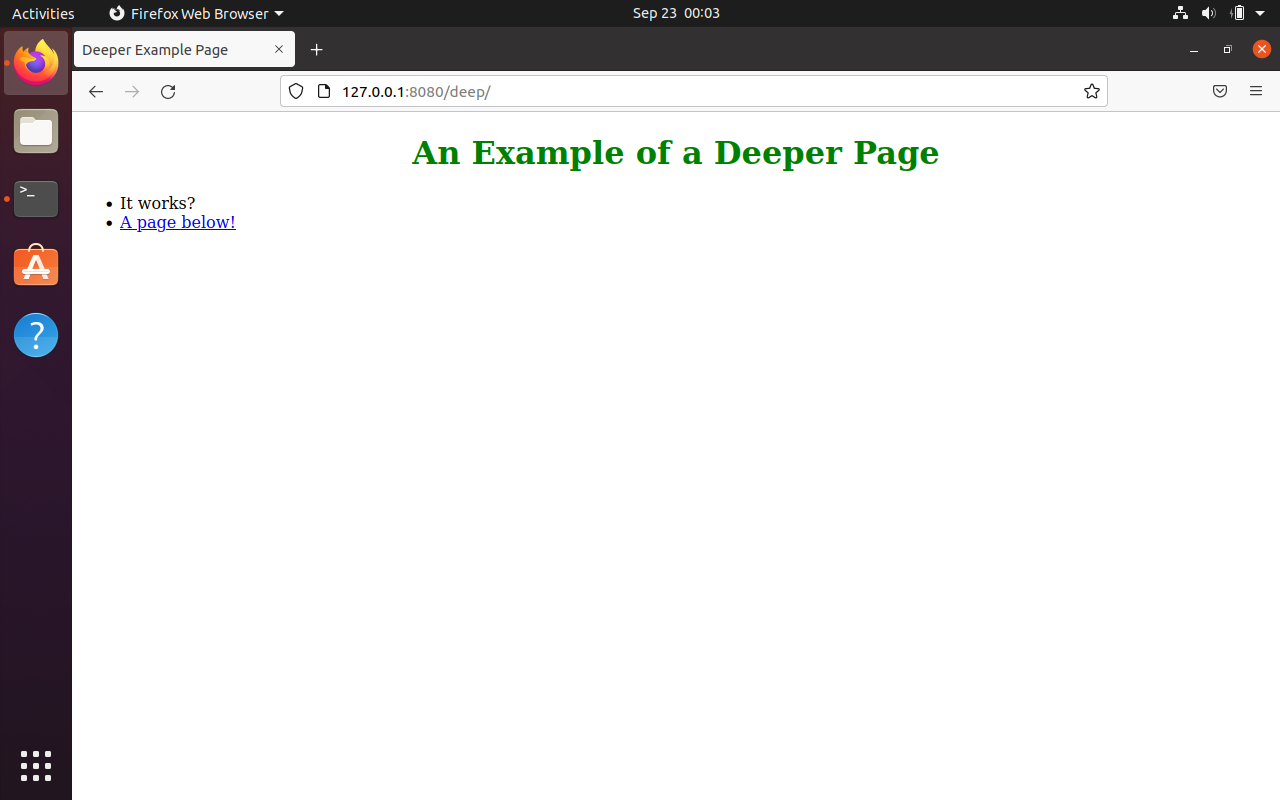 Activities
Firefox Web Browser
Sep 23 00:03
Deeper Example Page
127.0.0.1:8080/deep/
>_
An Example of a Deeper Page
It works?
A page below!
?